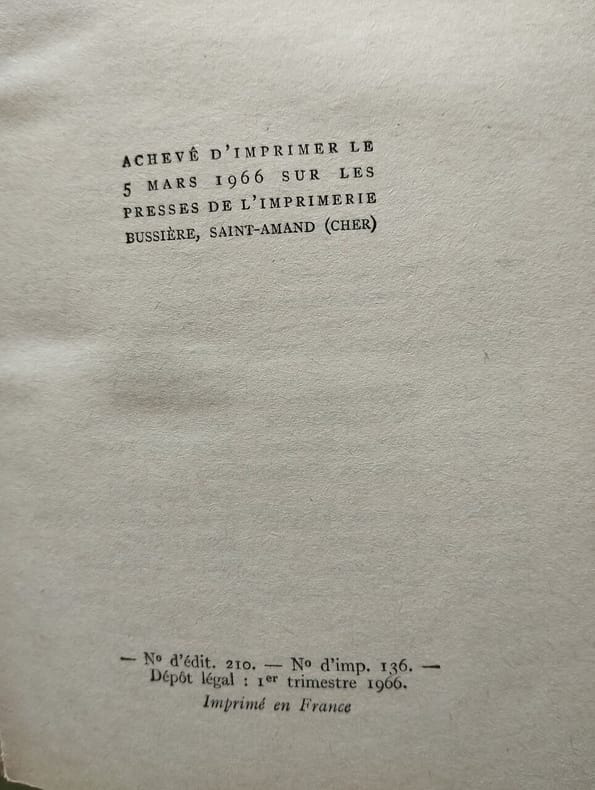 ACHEVÉ D'IMPRIMER LE
5 MARS 1966 SUR LES
PRESSES DE L'IMPRIMERIE
BUSSIÈRE, SAINT-AMAND (CHER)
— Nº d'édit. 210. — Nº d'imp. 136. —
Dépôt légal : 1er trimestre 1966.
Imprimé en France